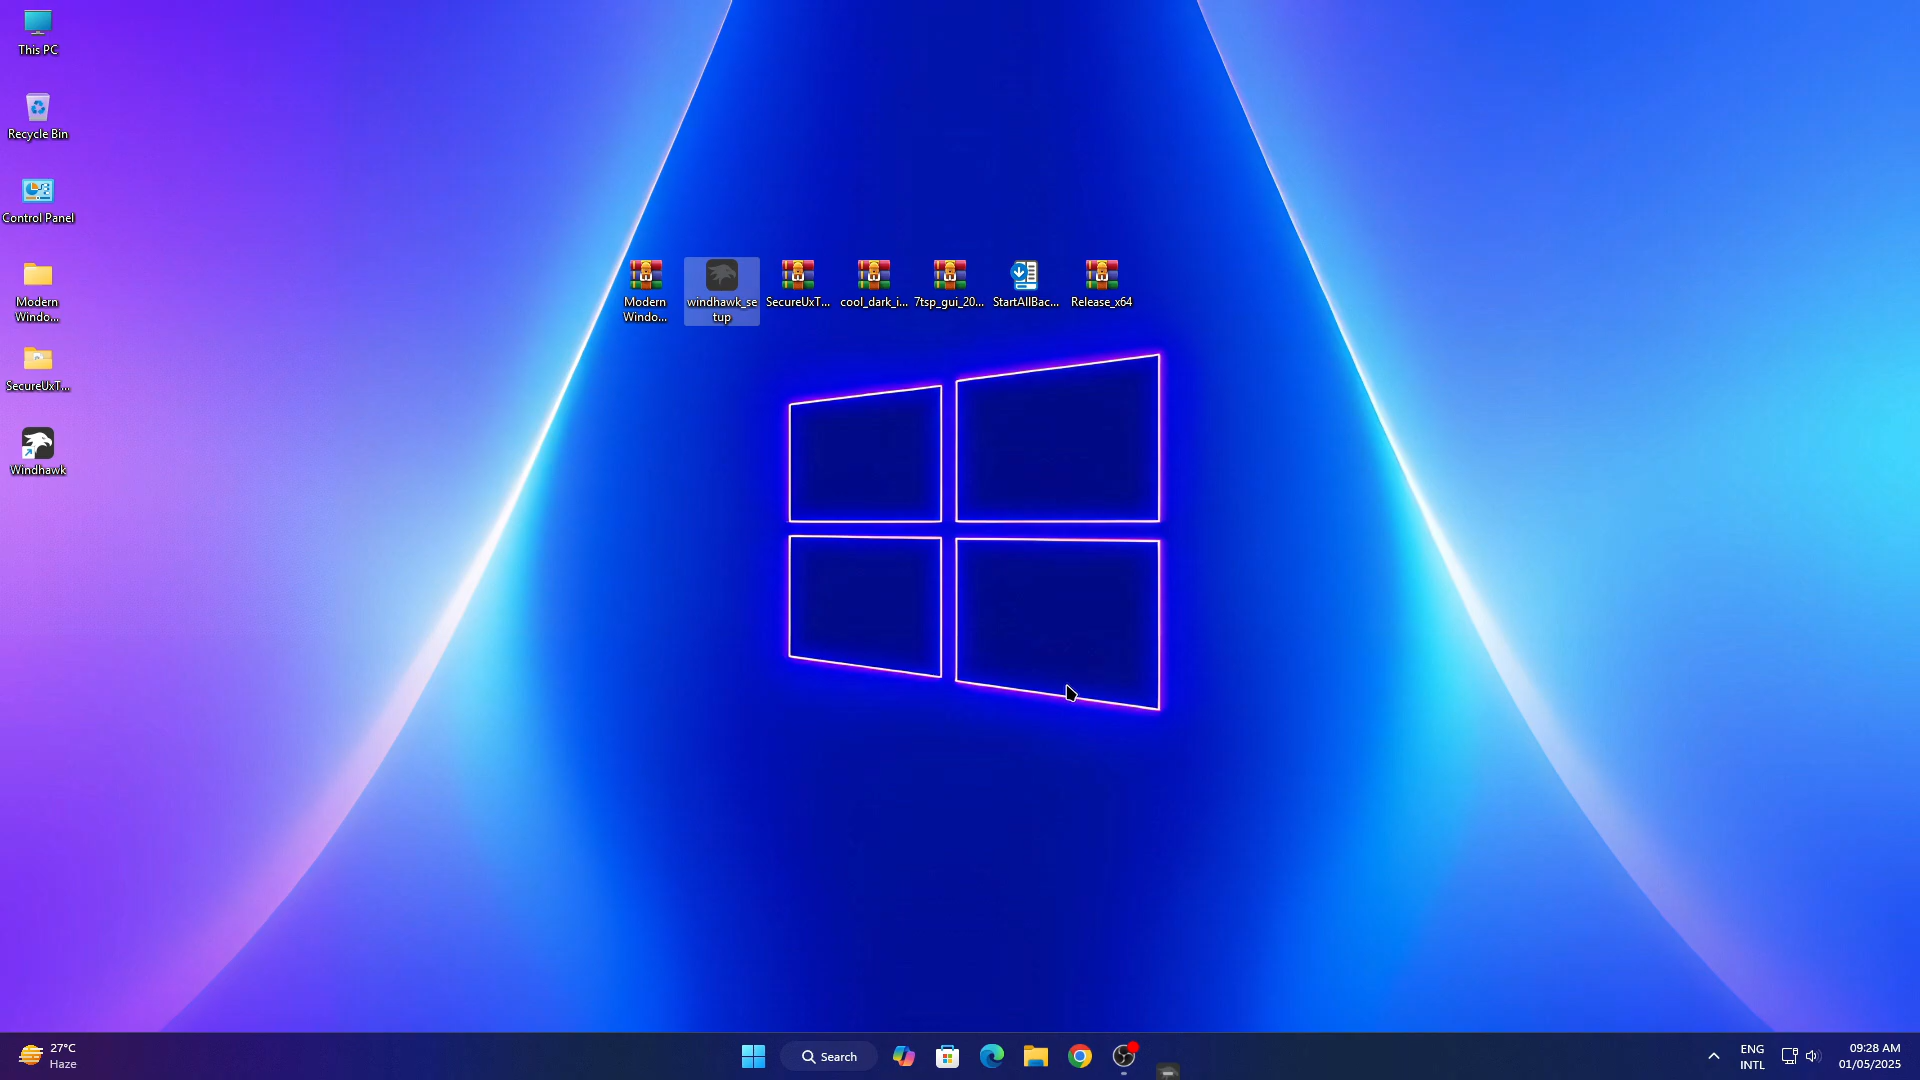 This PC
Recycle Bin
Control Panel
Modern
Windo...
SecureUxT...
Windhawk
Modern
Windo...
windhawk_se
tup
SecureUxT...
cool_dark_i...
7tsp_gui_20...
StartAllBac...
Release_x64
27°C
Haze
Search
ENG
INTL
09:28 AM
01/05/2025